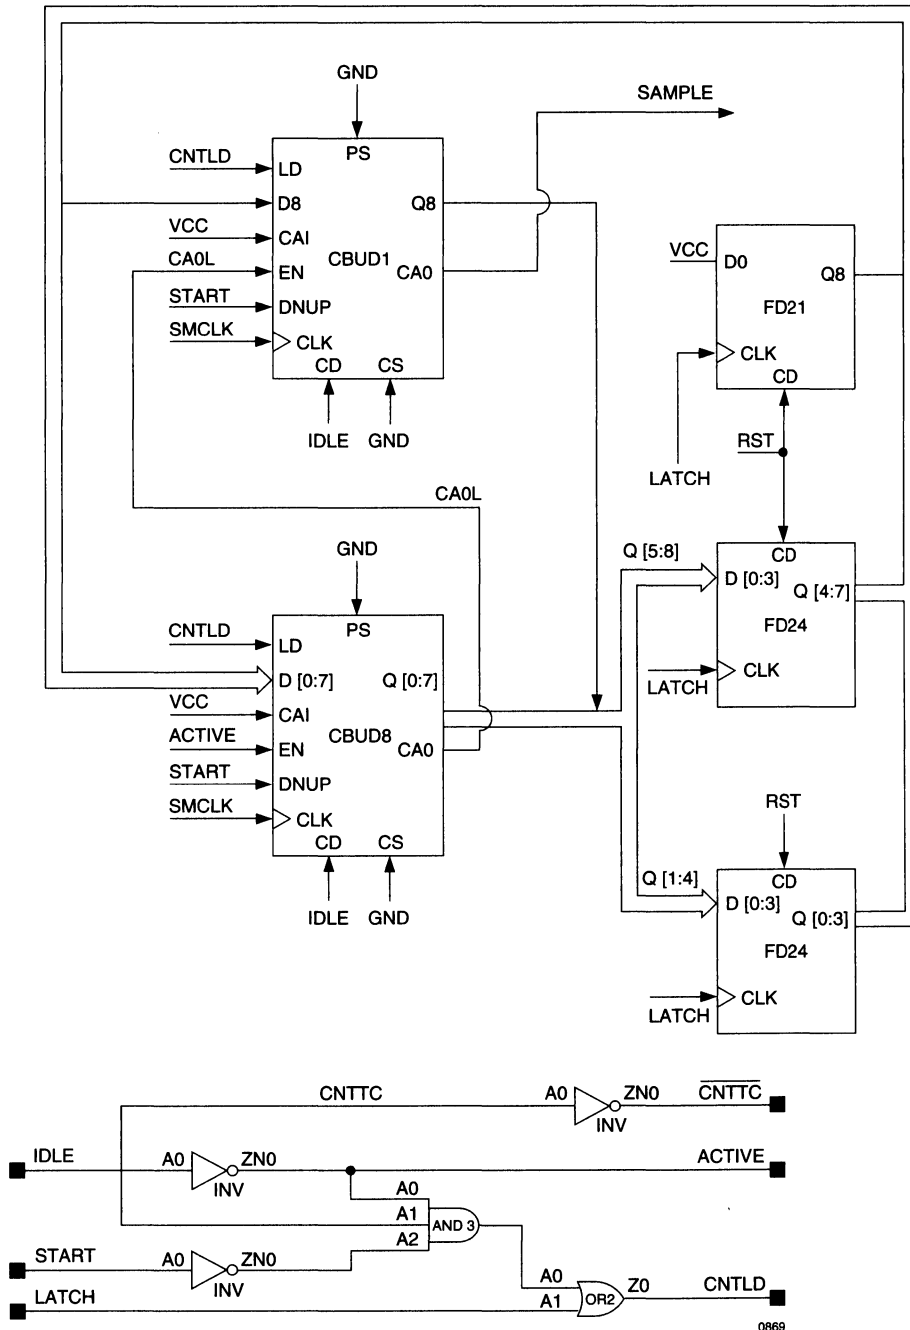 GND
SAMPLE
CNTLD
PS
LD
D8
Q8
VCC
CAI
CBUD1
CA0L
EN
CA0
START
DNUP
SMCLK
CLK
CD
CS
IDLE
GND
VCC
D0
Q8
FD21
CLK
CD
RST
LATCH
CA0L
GND
CNTLD
PS
LD
D [0:7]
Q [0:7]
VCC
CAI
CBUD8
ACTIVE
EN
CA0
START
DNUP
SMCLK
CLK
CD
CS
IDLE
GND
Q [5:8]
CD
D [0:3]
Q [4:7]
FD24
CLK
LATCH
RST
Q [1:4]
CD
D [0:3]
Q [0:3]
FD24
CLK
LATCH
CNTTC
A0
ZN0
CNTTC
INV
IDLE
A0
ZN0
ACTIVE
INV
A0
A1
AND 3
A2
START
A0
ZN0
INV
A0
Z0
CNTLD
LATCH
A1
OR2
0869